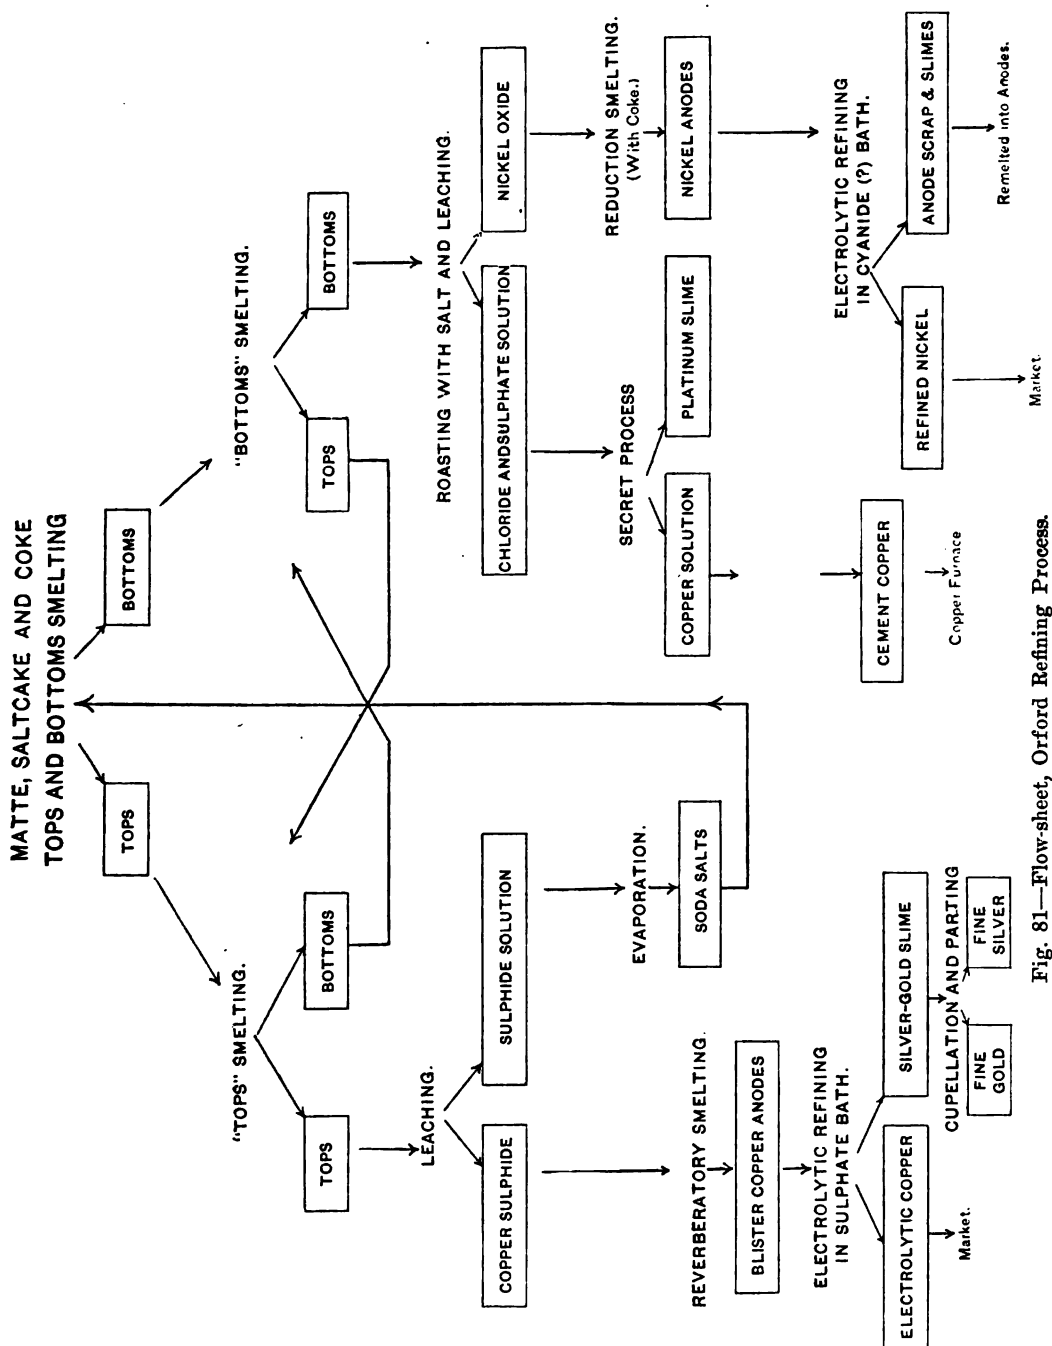 MATTE, SALTCAKE AND COKE
TOPS AND BOTTOMS SMELTING
TOPS
BOTTOMS
"TOPS" SMELTING.
"BOTTOMS" SMELTING.
TOPS
BOTTOMS
TOPS
BOTTOMS
LEACHING.
ROASTING WITH SALT AND LEACHING.
COPPER SULPHIDE
SULPHIDE SOLUTION
CHLORIDE ANDSULPHATE SOLUTION
NICKEL OXIDE
REVERBERATORY SMELTING.
EVAPORATION.
SECRET PROCESS
REDUCTION SMELTING.
(With Coke.)
BLISTER COPPER ANODES
SODA SALTS
COPPER SOLUTION
PLATINUM SLIME
NICKEL ANODES
ELECTROLYTIC REFINING
IN SULPHATE BATH.
ELECTROLYTIC REFINING
IN CYANIDE (?) BATH.
ELECTROLYTIC COPPER
SILVER-GOLD SLIME
CEMENT COPPER
REFINED NICKEL
ANODE SCRAP & SLIMES
Market.
CUPELLATION AND PARTING
FINE
GOLD
FINE
SILVER
Copper Furnace
Market.
Remelted into Anodes.
Fig. 81—Flow-sheet, Orford Refining Process.